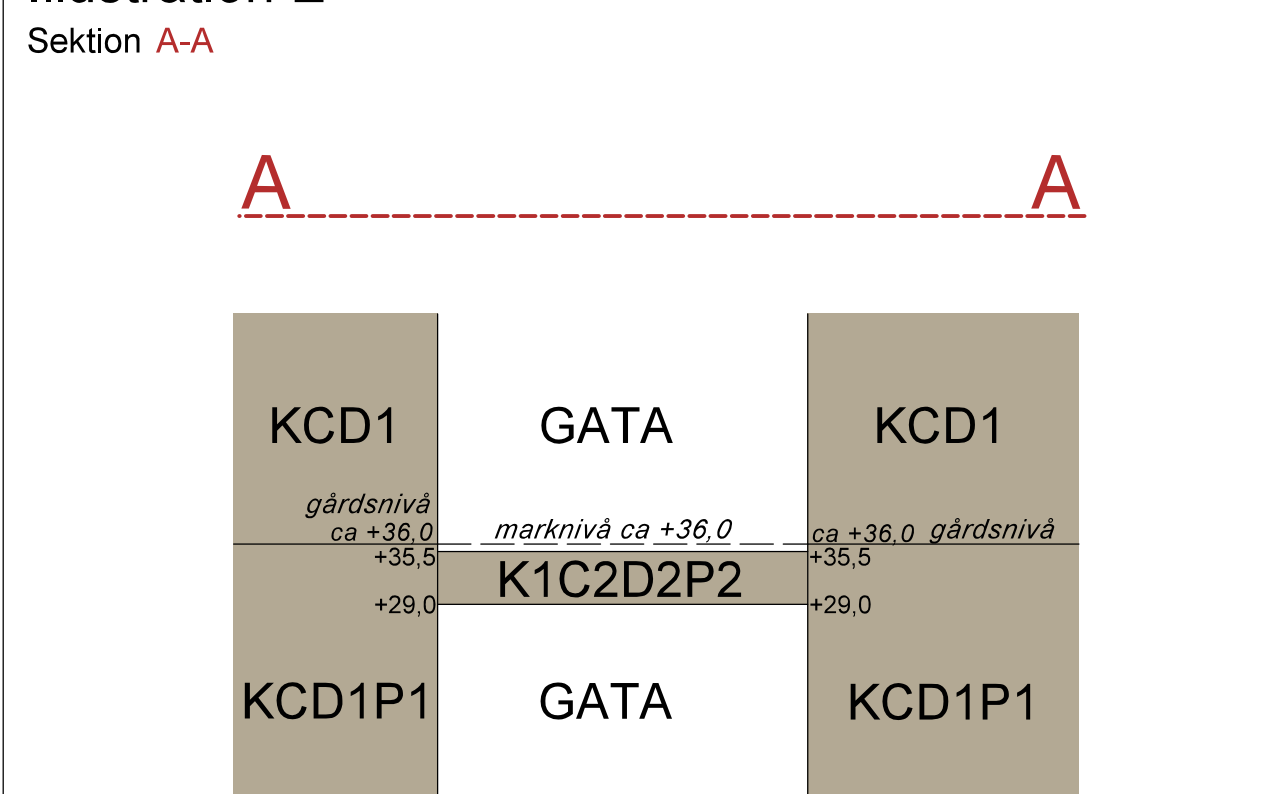 Sektion A-A
A A
KCD1 GATA KCD1
gårdsnivå
ca +36,0 marknivå ca +36,0 ca +36,0 gårdsnivå
+35,5 +35,5
K1C2D2P2
+29,0 +29,0
KCD1P1 GATA KCD1P1